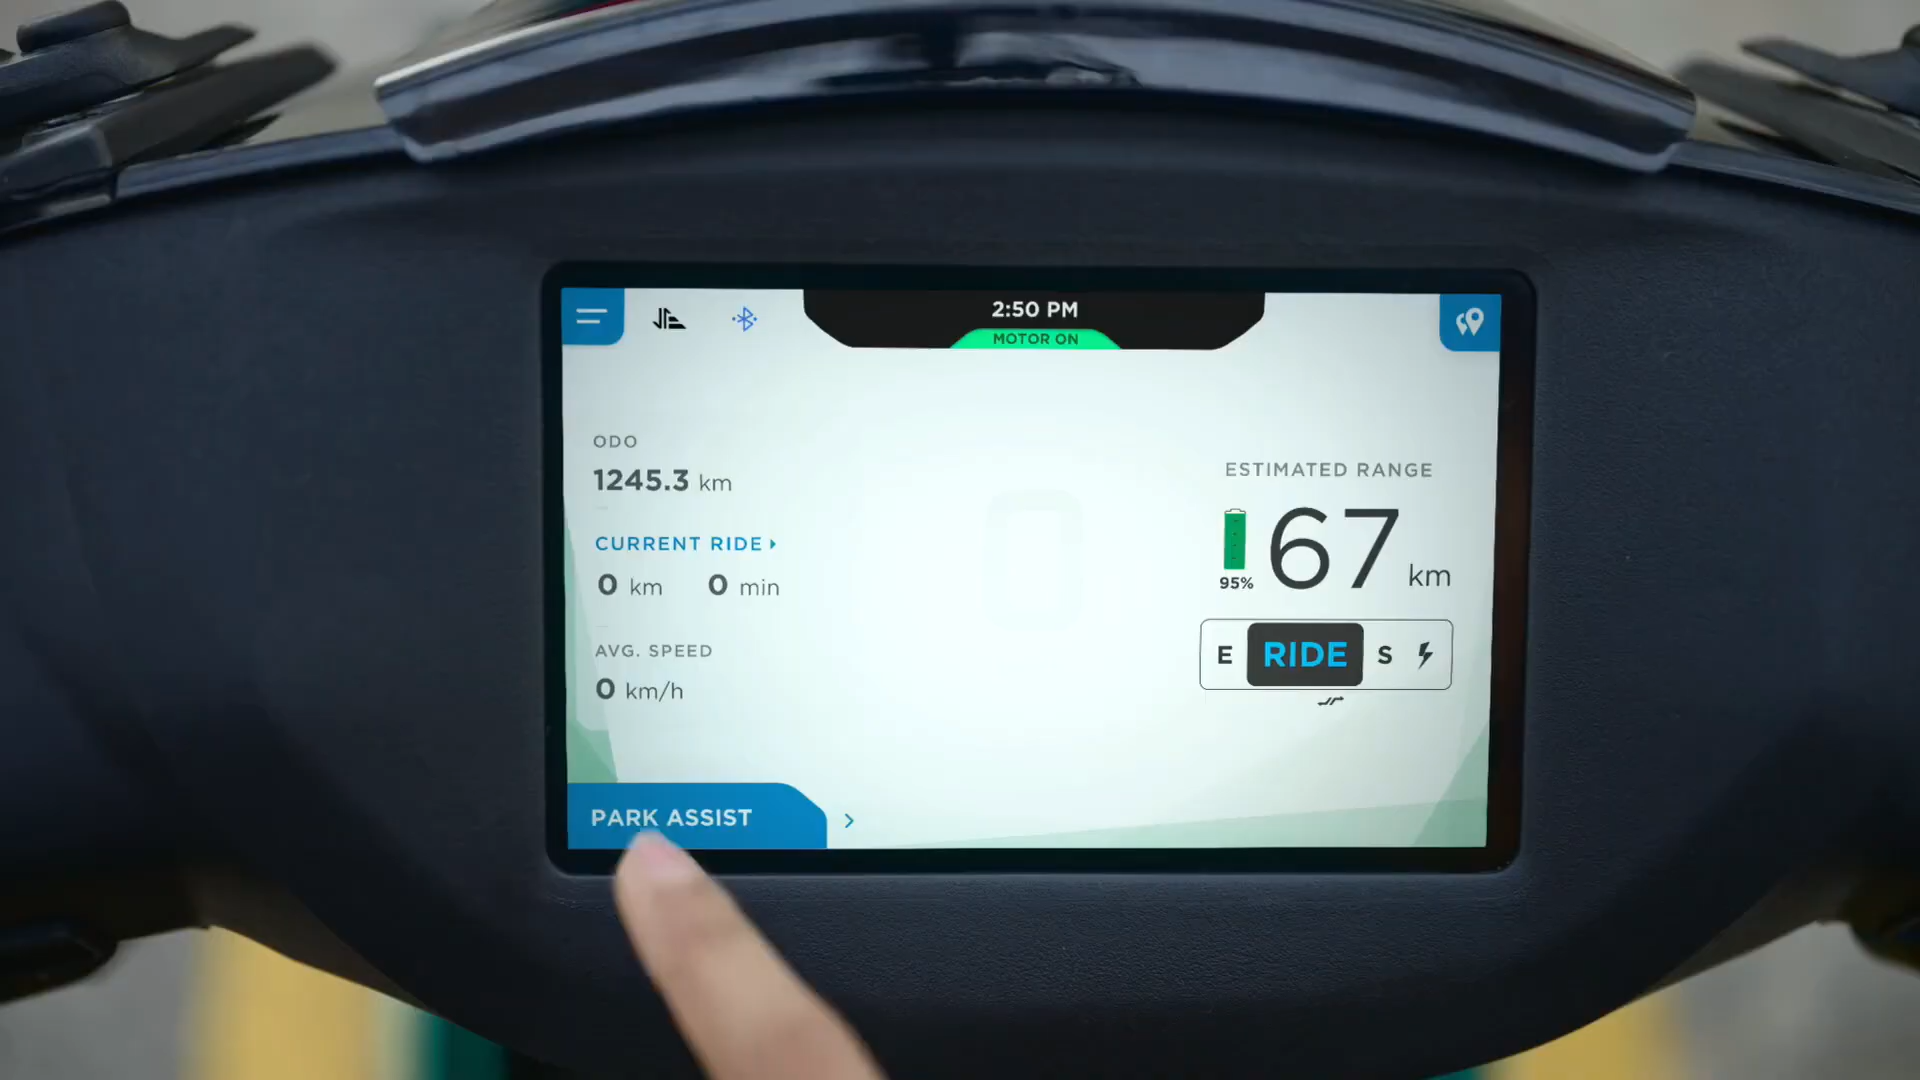 2:50 PM
MOTOR ON
ODO
1245.3 km
CURRENT RIDE
0 km 0 min
AVG. SPEED
0 km/h
PARK ASSIST
ESTIMATED RANGE
95% 67 km
E RIDE S
0